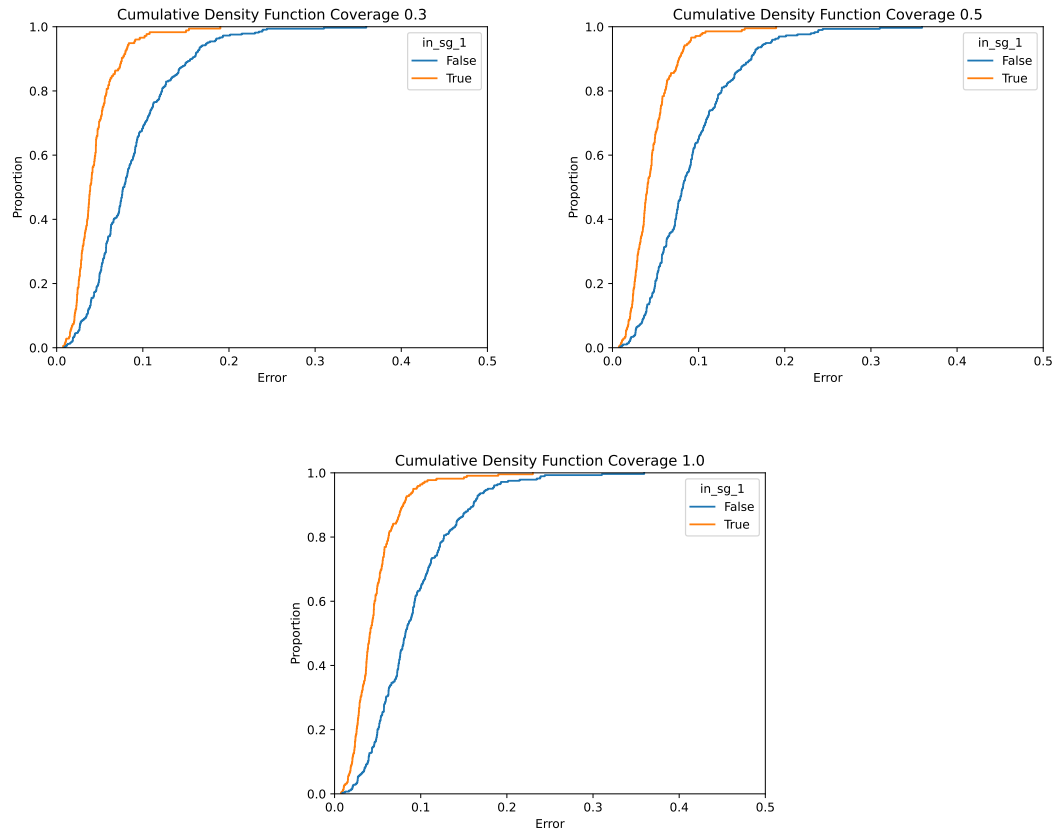 Cumulative Density Function Coverage 0.3
1.0
0.8
0.6
0.4
0.2
0.0
Proportion
in_sg_1
False
True
0.0 0.1 0.2 0.3 0.4 0.5
Error
Cumulative Density Function Coverage 0.5
1.0
0.8
0.6
0.4
0.2
0.0
Proportion
in_sg_1
False
True
0.0 0.1 0.2 0.3 0.4 0.5
Error
Cumulative Density Function Coverage 1.0
1.0
0.8
0.6
0.4
0.2
0.0
Proportion
in_sg_1
False
True
0.0 0.1 0.2 0.3 0.4 0.5
Error